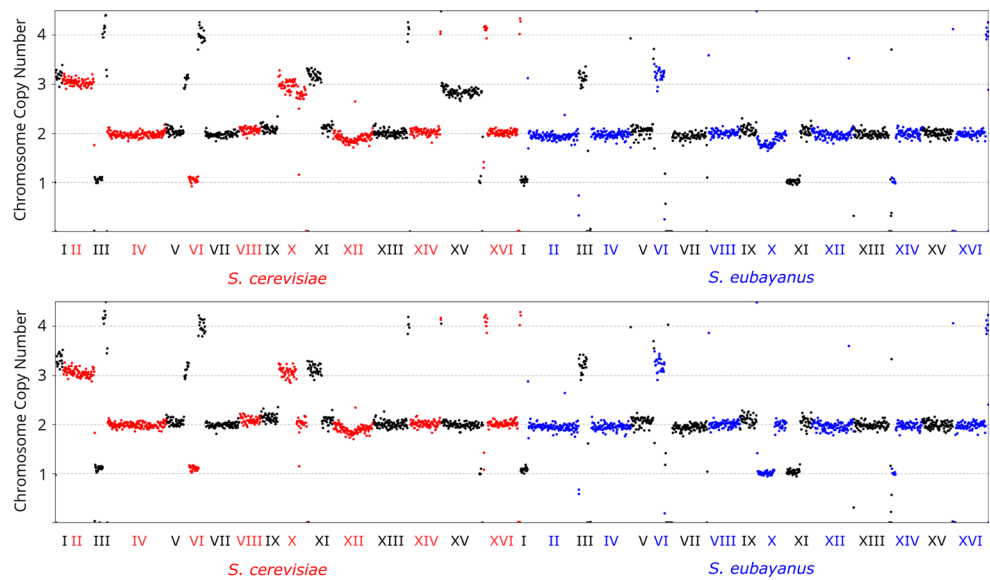 Chromosome Copy Number
4
3
2
1
I II III IV V VI VII VIII IX X XI XII XIII XIV XV XVI I II III IV V VI VII VIII IX X XI XII XIII XIV XV XVI
S. cerevisiae S. eubayanus
Chromosome Copy Number
4
3
2
1
I II III IV V VI VII VIII IX X XI XII XIII XIV XV XVI I II III IV V VI VII VIII IX X XI XII XIII XIV XV XVI
S. cerevisiae S. eubayanus